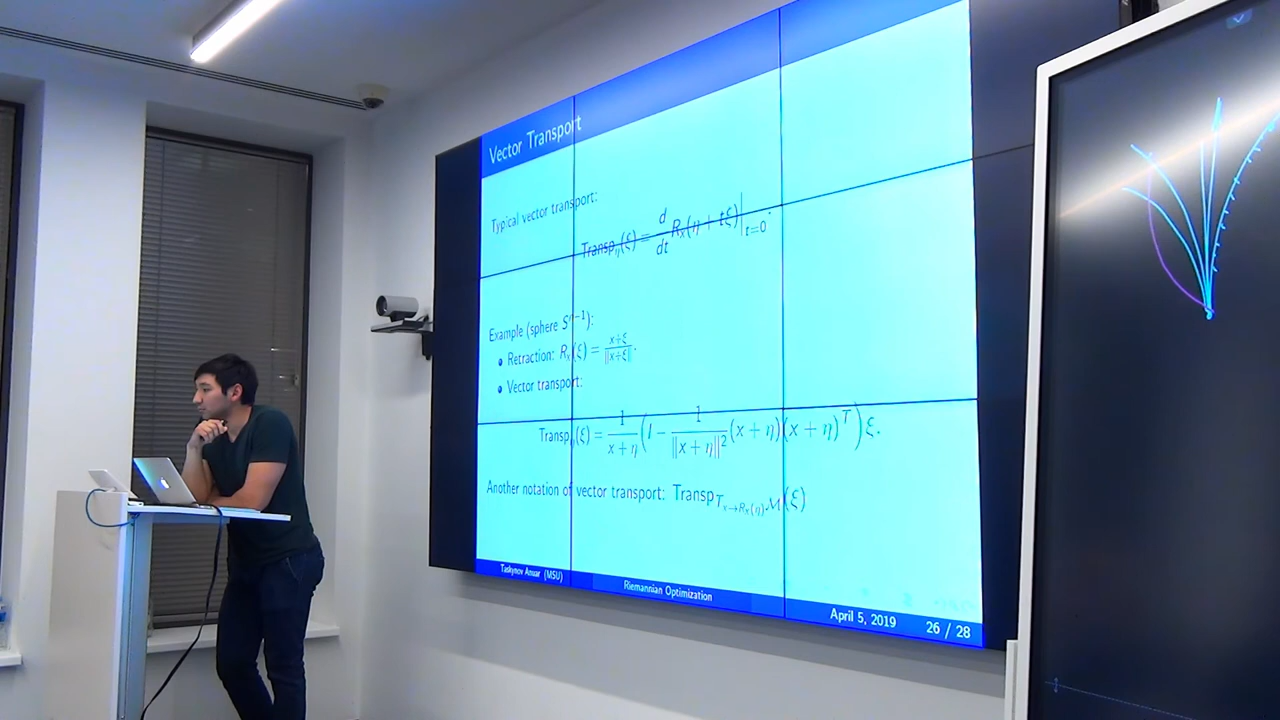 Vector Transport
Typical vector transport:
Transp_η(ξ) = d/dt R_x(η + tξ)|_{t=0}.
Example (sphere S^{n−1}):
• Retraction: R_x(ξ) = (x+ξ)/‖x+ξ‖.
• Vector transport:
Transp_η(ξ) = 1/(x + η) (I − 1/‖x + η‖² (x + η)(x + η)^T) ξ.
Another notation of vector transport: Transp_{T_{x→R_x(η)}M}(ξ)
Taskynov Anuar (MSU)
Riemannian Optimization
April 5, 2019
26 / 28